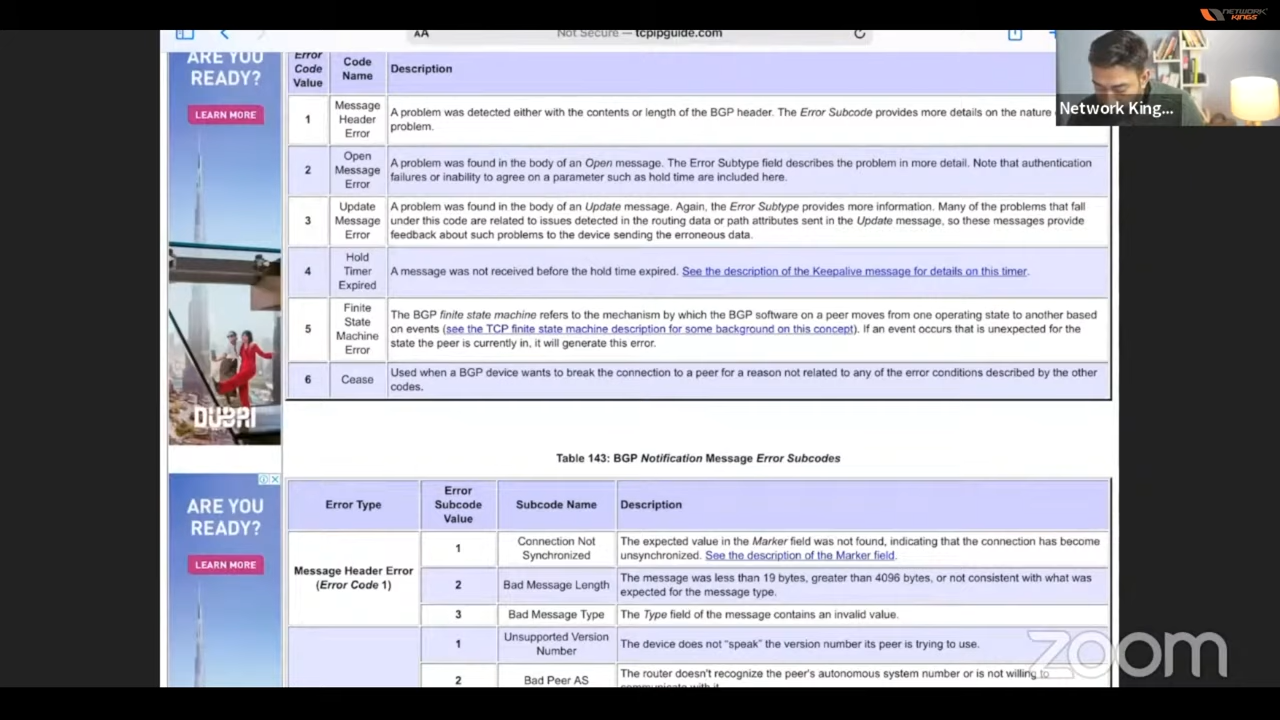 NETWORK
KINGS
AA
Not Secure — tcpipguide.com
Network King...
ARE YOU
READY?
LEARN MORE
DUBAI
Error
Code
Value
Code
Name
Description
1
Message
Header
Error
A problem was detected either with the contents or length of the BGP header. The Error Subcode provides more details on the nature
problem.
2
Open
Message
Error
A problem was found in the body of an Open message. The Error Subtype field describes the problem in more detail. Note that authentication
failures or inability to agree on a parameter such as hold time are included here.
3
Update
Message
Error
A problem was found in the body of an Update message. Again, the Error Subtype provides more information. Many of the problems that fall
under this code are related to issues detected in the routing data or path attributes sent in the Update message, so these messages provide
feedback about such problems to the device sending the erroneous data.
4
Hold
Timer
Expired
A message was not received before the hold time expired. See the description of the Keepalive message for details on this timer.
5
Finite
State
Machine
Error
The BGP finite state machine refers to the mechanism by which the BGP software on a peer moves from one operating state to another based
on events (see the TCP finite state machine description for some background on this concept). If an event occurs that is unexpected for the
state the peer is currently in, it will generate this error.
6
Cease
Used when a BGP device wants to break the connection to a peer for a reason not related to any of the error conditions described by the other
codes.
Table 143: BGP Notification Message Error Subcodes
ARE YOU
READY?
LEARN MORE
Error Type
Error
Subcode
Value
Subcode Name
Description
Message Header Error
(Error Code 1)
1
Connection Not
Synchronized
The expected value in the Marker field was not found, indicating that the connection has become
unsynchronized. See the description of the Marker field.
2
Bad Message Length
The message was less than 19 bytes, greater than 4096 bytes, or not consistent with what was
expected for the message type.
3
Bad Message Type
The Type field of the message contains an invalid value.
1
Unsupported Version
Number
The device does not "speak" the version number its peer is trying to use.
2
Bad Peer AS
The router doesn't recognize the peer's autonomous system number or is not willing to
communicate with it.
zoom